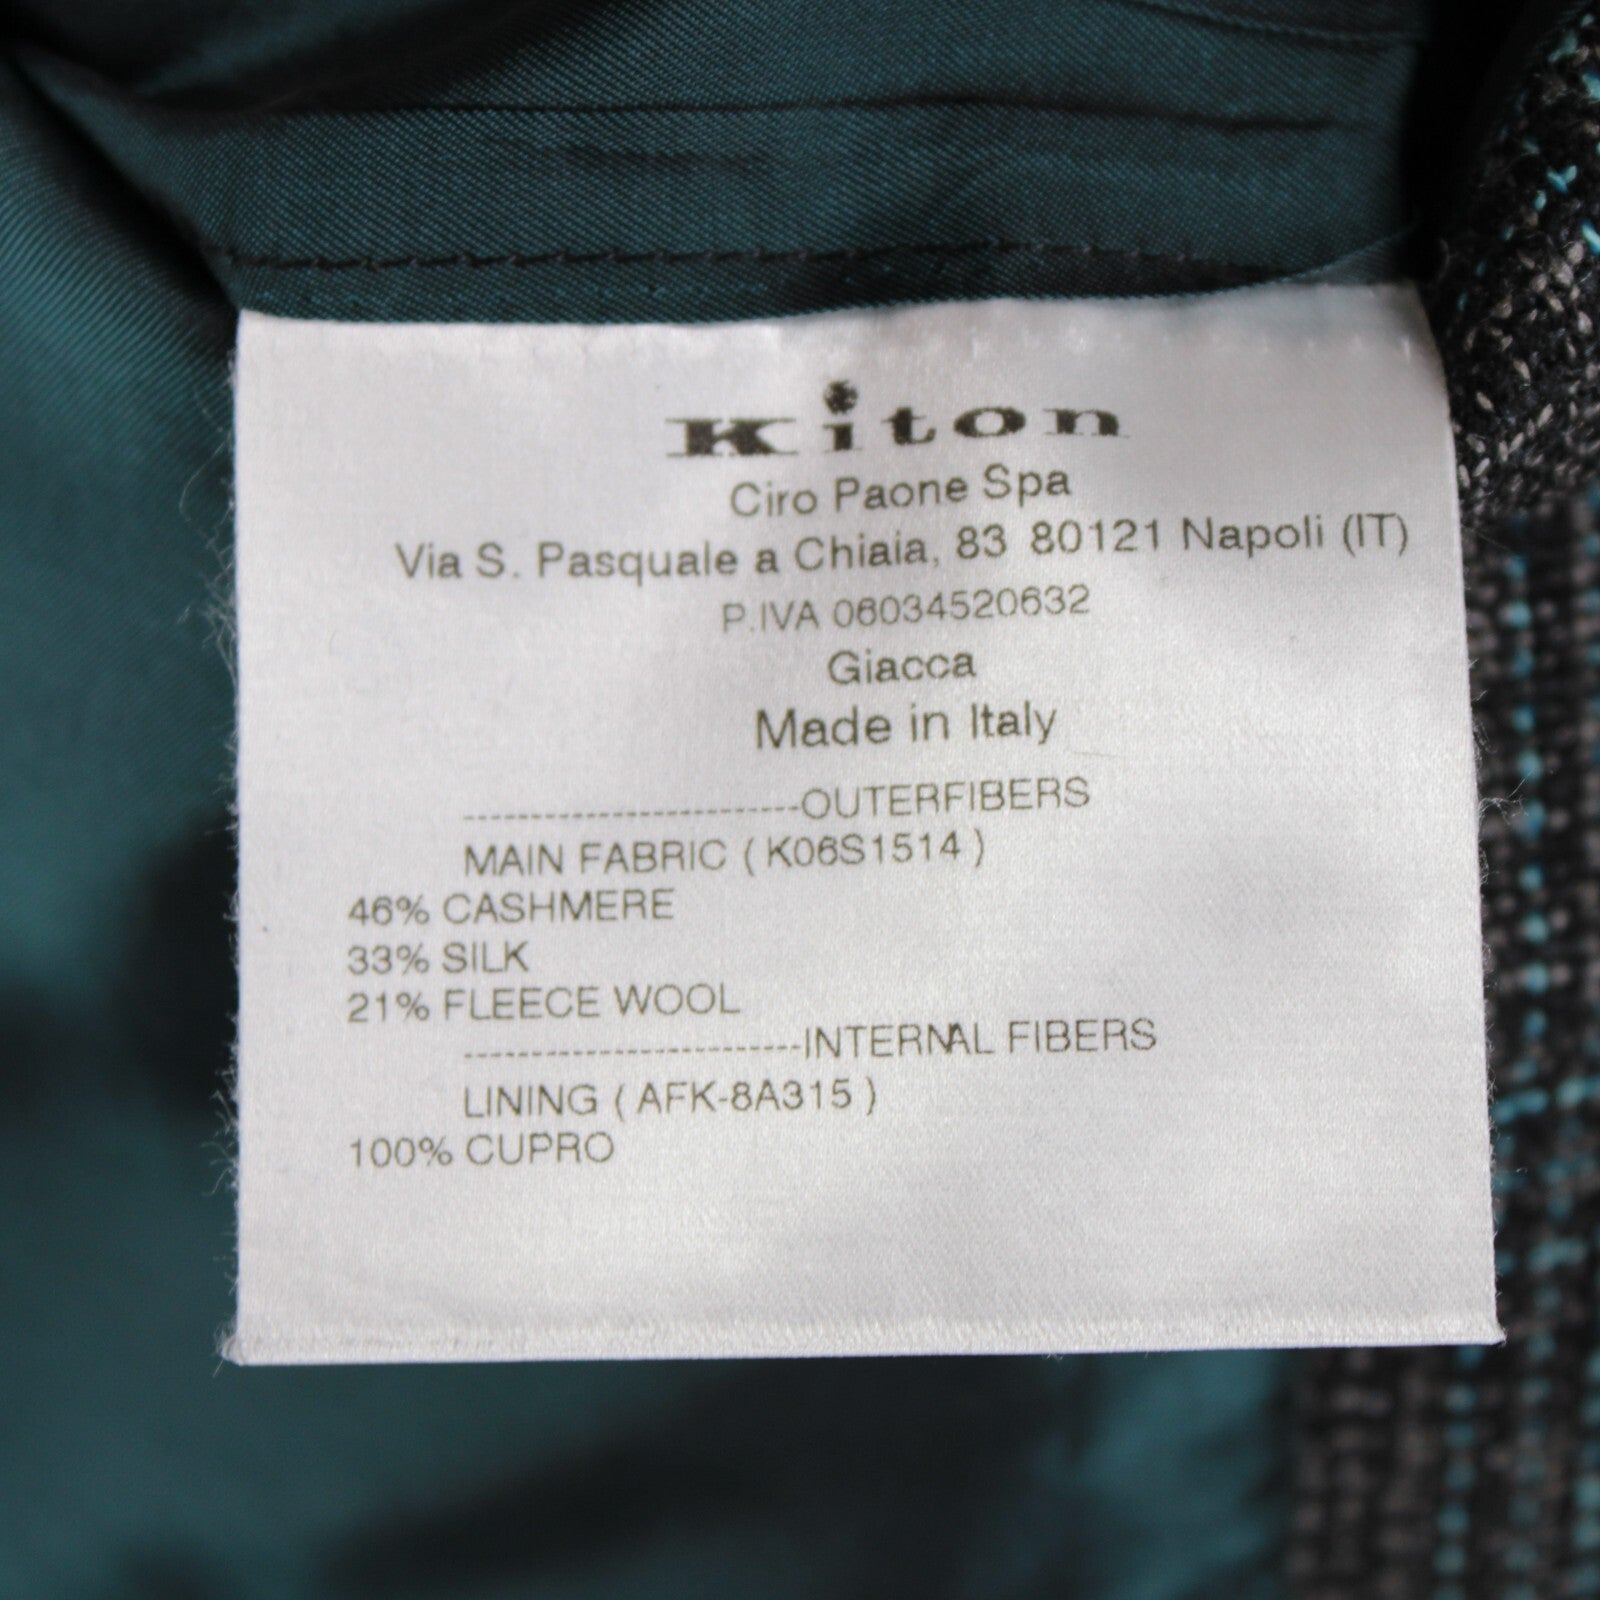 Kiton
Ciro Paone Spa
Via S. Pasquale a Chiaia, 83 80121 Napoli (IT)
P.IVA 06034520632
Giacca
Made in Italy
-------------------------OUTERFIBERS
MAIN FABRIC ( K06S1514 )
46% CASHMERE
33% SILK
21% FLEECE WOOL
-------------------------INTERNAL FIBERS
LINING ( AFK-8A315 )
100% CUPRO